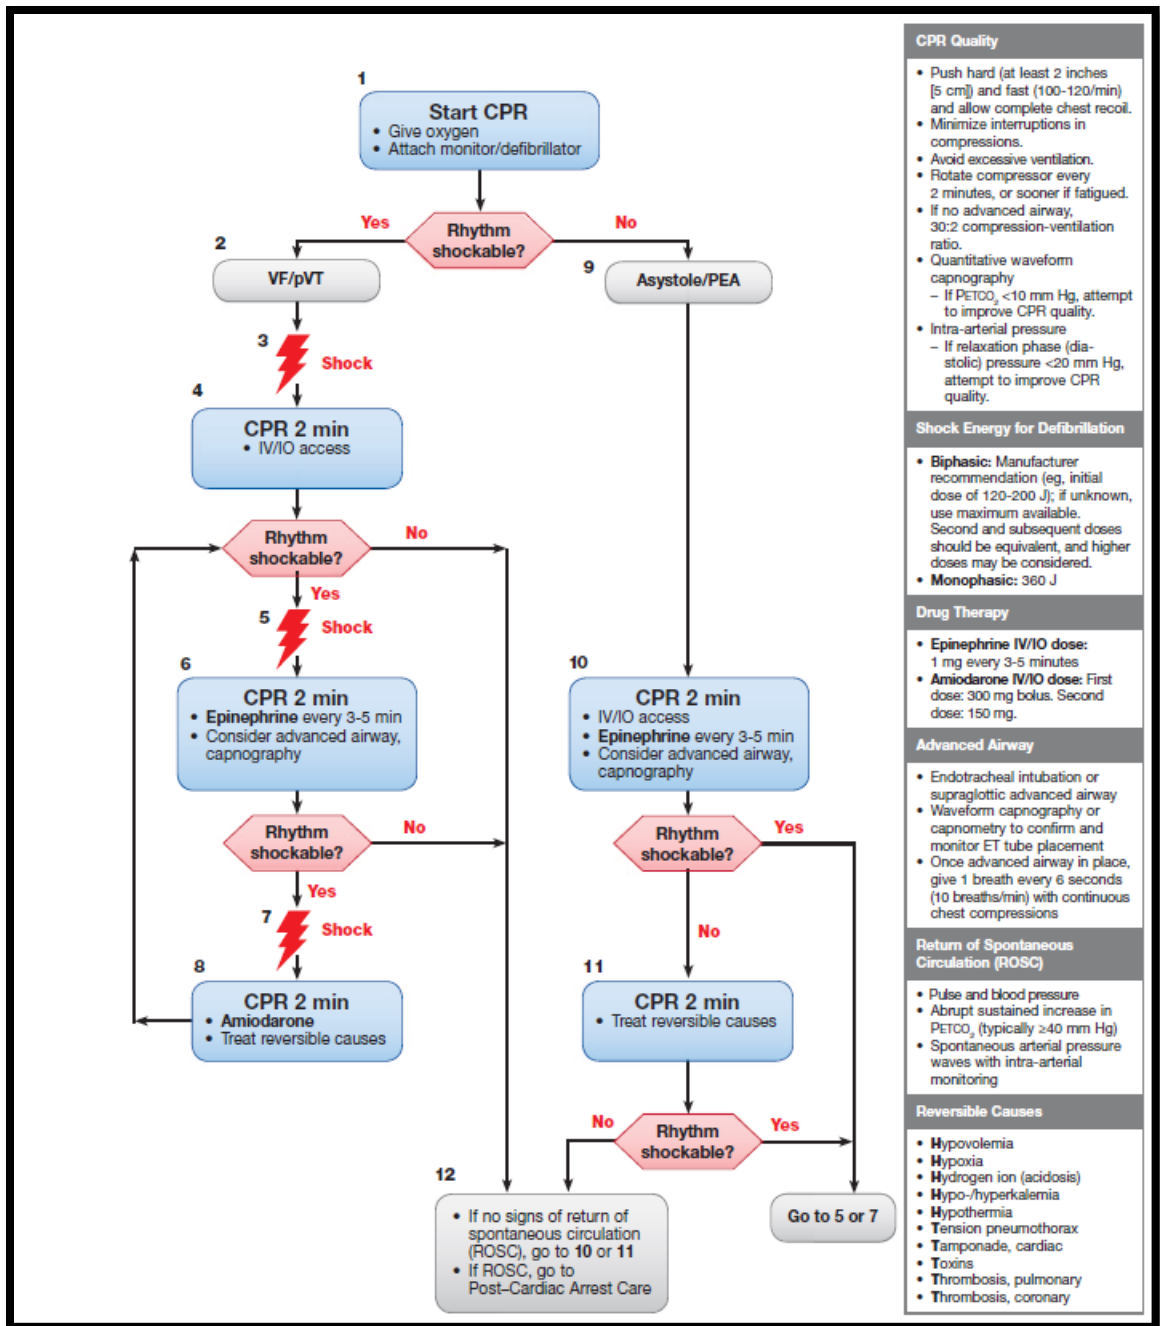 1
Start CPR
• Give oxygen
• Attach monitor/defibrillator
Yes
Rhythm
shockable?
No
2
VF/pVT
9
Asystole/PEA
3
Shock
4
CPR 2 min
• IV/IO access
Rhythm
shockable?
No
Yes
5
Shock
6
CPR 2 min
• Epinephrine every 3-5 min
• Consider advanced airway,
capnography
Rhythm
shockable?
No
Yes
7
Shock
8
CPR 2 min
• Amiodarone
• Treat reversible causes
10
CPR 2 min
• IV/IO access
• Epinephrine every 3-5 min
• Consider advanced airway,
capnography
Rhythm
shockable?
Yes
No
11
CPR 2 min
• Treat reversible causes
No
Rhythm
shockable?
Yes
12
• If no signs of return of
spontaneous circulation
(ROSC), go to 10 or 11
• If ROSC, go to
Post–Cardiac Arrest Care
Go to 5 or 7
CPR Quality
• Push hard (at least 2 inches
[5 cm]) and fast (100-120/min)
and allow complete chest recoil.
• Minimize interruptions in
compressions.
• Avoid excessive ventilation.
• Rotate compressor every
2 minutes, or sooner if fatigued.
• If no advanced airway,
30:2 compression-ventilation
ratio.
• Quantitative waveform
capnography
– If PETCO₂ <10 mm Hg, attempt
to improve CPR quality.
• Intra-arterial pressure
– If relaxation phase (dia-
stolic) pressure <20 mm Hg,
attempt to improve CPR
quality.
Shock Energy for Defibrillation
• Biphasic: Manufacturer
recommendation (eg, initial
dose of 120-200 J); if unknown,
use maximum available.
Second and subsequent doses
should be equivalent, and higher
doses may be considered.
• Monophasic: 360 J
Drug Therapy
• Epinephrine IV/IO dose:
1 mg every 3-5 minutes
• Amiodarone IV/IO dose: First
dose: 300 mg bolus. Second
dose: 150 mg.
Advanced Airway
• Endotracheal intubation or
supraglottic advanced airway
• Waveform capnography or
capnometry to confirm and
monitor ET tube placement
• Once advanced airway in place,
give 1 breath every 6 seconds
(10 breaths/min) with continuous
chest compressions
Return of Spontaneous
Circulation (ROSC)
• Pulse and blood pressure
• Abrupt sustained increase in
PETCO₂ (typically ≥40 mm Hg)
• Spontaneous arterial pressure
waves with intra-arterial
monitoring
Reversible Causes
• Hypovolemia
• Hypoxia
• Hydrogen ion (acidosis)
• Hypo-/hyperkalemia
• Hypothermia
• Tension pneumothorax
• Tamponade, cardiac
• Toxins
• Thrombosis, pulmonary
• Thrombosis, coronary